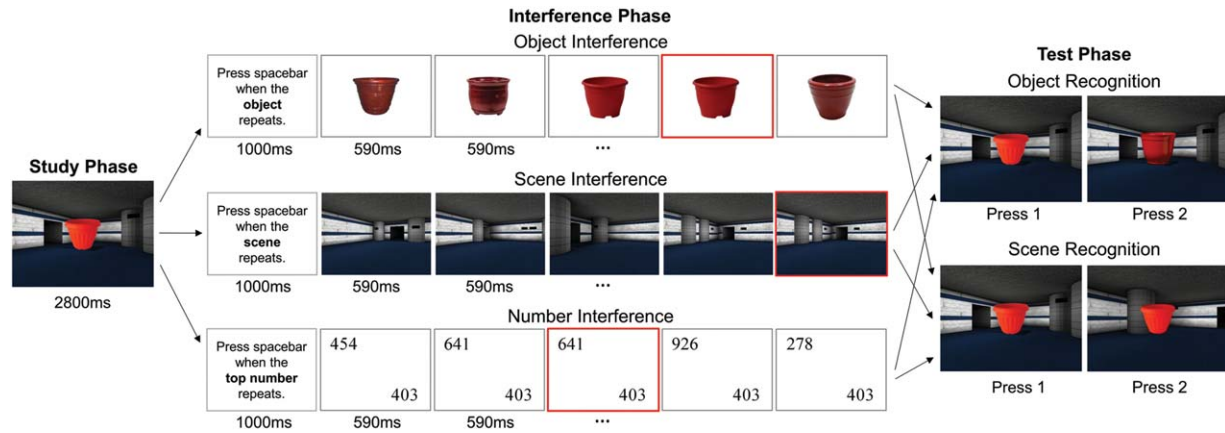 Interference Phase
Object Interference
Press spacebar
when the
object
repeats.
1000ms
590ms
590ms
...
Study Phase
2800ms
Scene Interference
Press spacebar
when the
scene
repeats.
1000ms
590ms
590ms
...
Number Interference
Press spacebar
when the
top number
repeats.
454
403
641
403
641
403
926
403
278
403
1000ms
590ms
590ms
...
Test Phase
Object Recognition
Press 1
Press 2
Scene Recognition
Press 1
Press 2